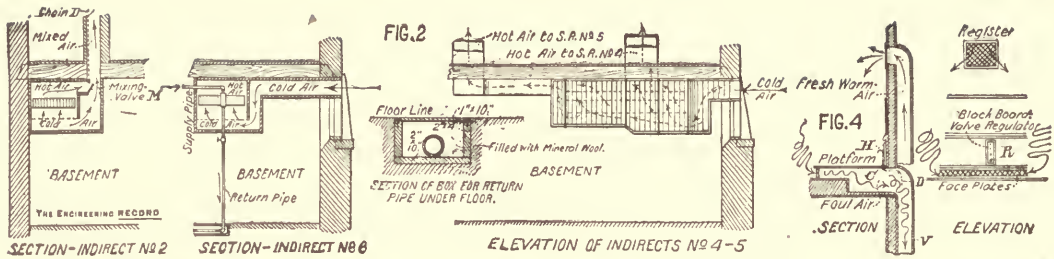 Chain D
Mixed
Air
Hot Air
Cold Air
Mixing
Valve M
BASEMENT
THE ENGINEERING RECORD
SECTION-INDIRECT No 2
Supply Pipe
Hot
Air
Cold Air
Cold Air
BASEMENT
Return Pipe
SECTION-INDIRECT No 6
FIG. 2
Hot Air to S.R. No 5
Hot Air to S.R. No 4
Cold
Air
Floor Line
Filled with Mineral Wool.
SECTION OF BOX FOR RETURN
PIPE UNDER FLOOR.
BASEMENT
ELEVATION OF INDIRECTS No 4-5
Fresh Warm
Air
FIG.4
H
Platform
C
D
Foul Air
SECTION
V
Register
Block Board
Valve Regulator
R
Face Plates
ELEVATION